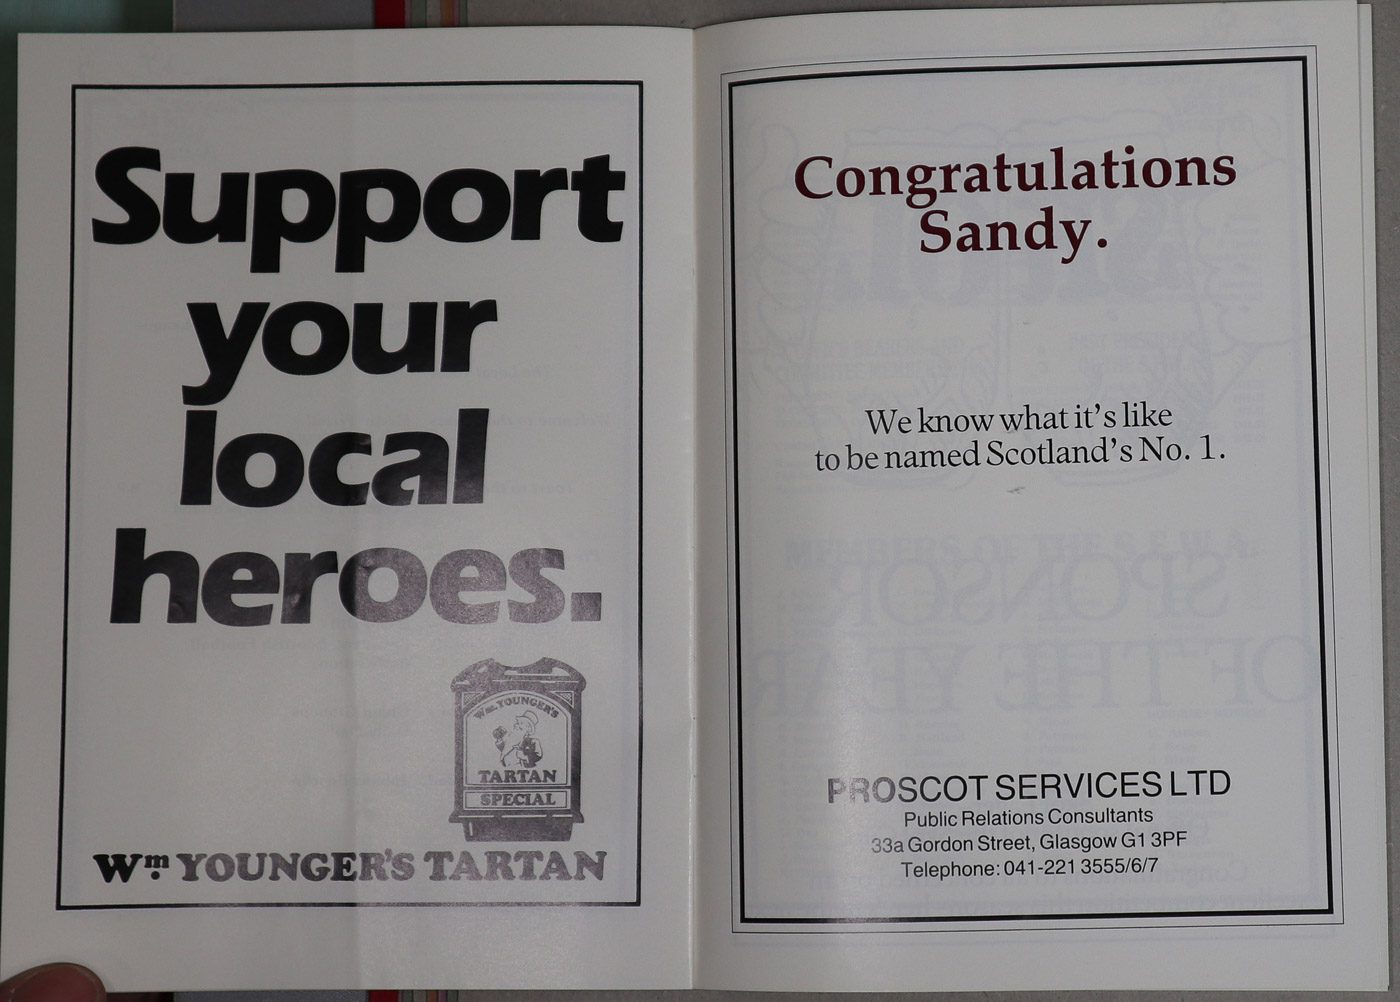 Support
your
local
heroes.
Wm. YOUNGER'S
TARTAN
SPECIAL
Wm. YOUNGER'S TARTAN
Congratulations
Sandy.
We know what it's like
to be named Scotland's No. 1.
PROSCOT SERVICES LTD
Public Relations Consultants
33a Gordon Street, Glasgow G1 3PF
Telephone: 041-221 3555/6/7